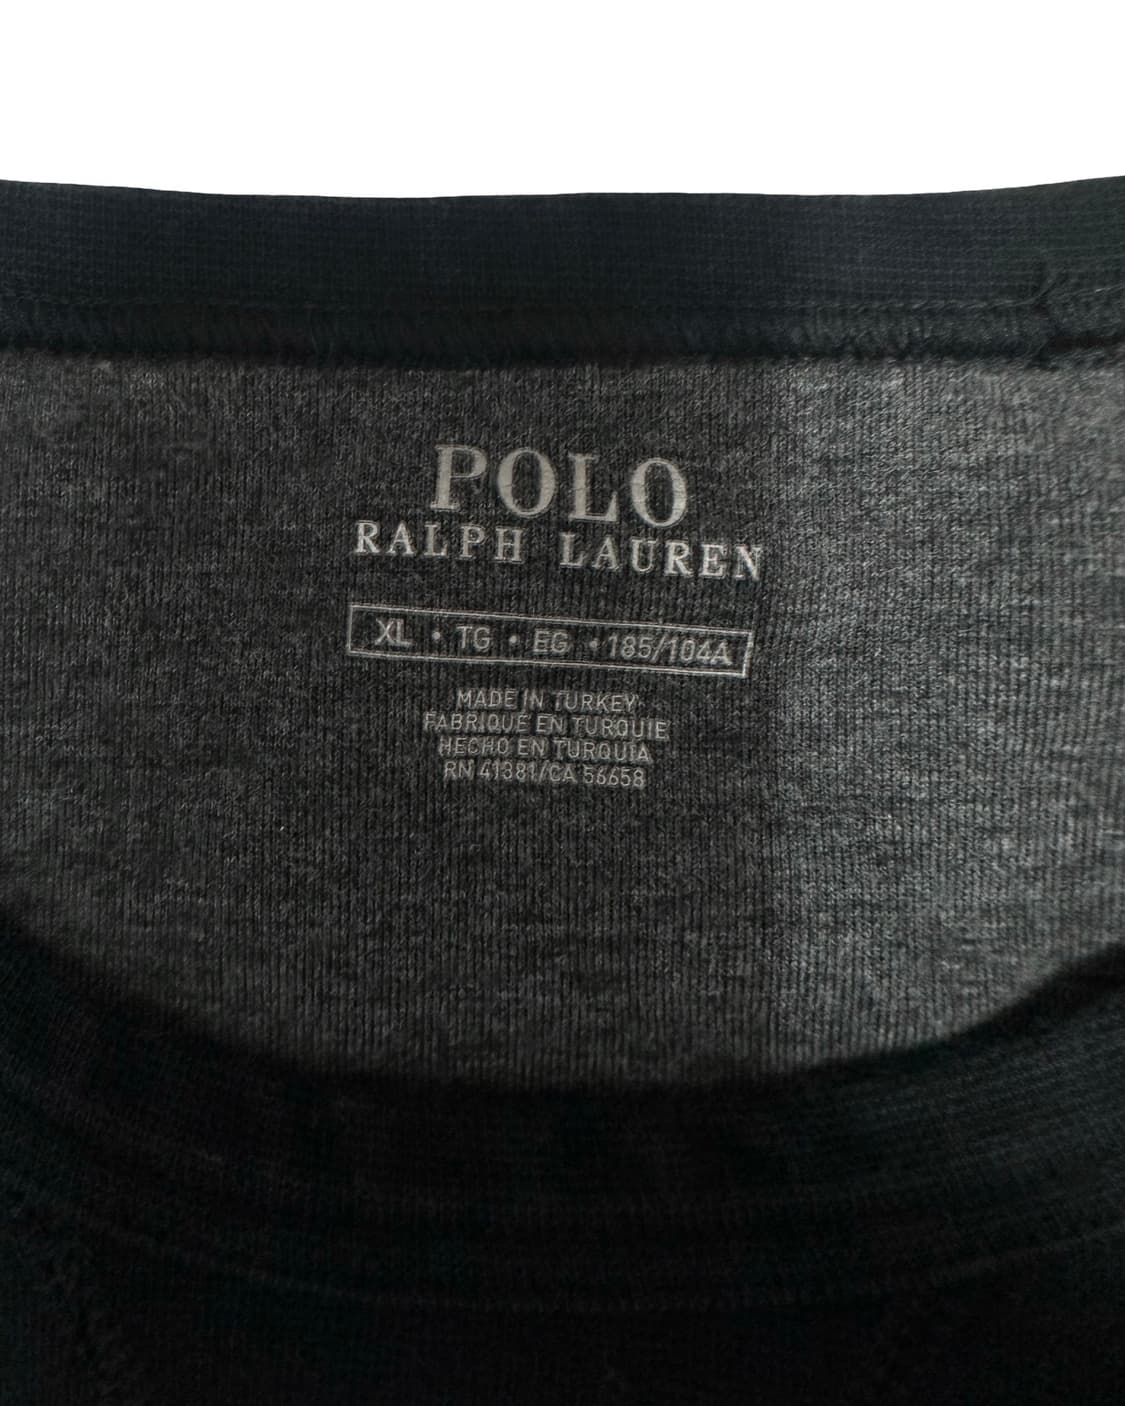 POLO
RALPH LAUREN
XL • TG • EG • 185/104A
MADE IN TURKEY
FABRIQUÉ EN TURQUIE
HECHO EN TURQUÍA
RN 41381/CA 56658